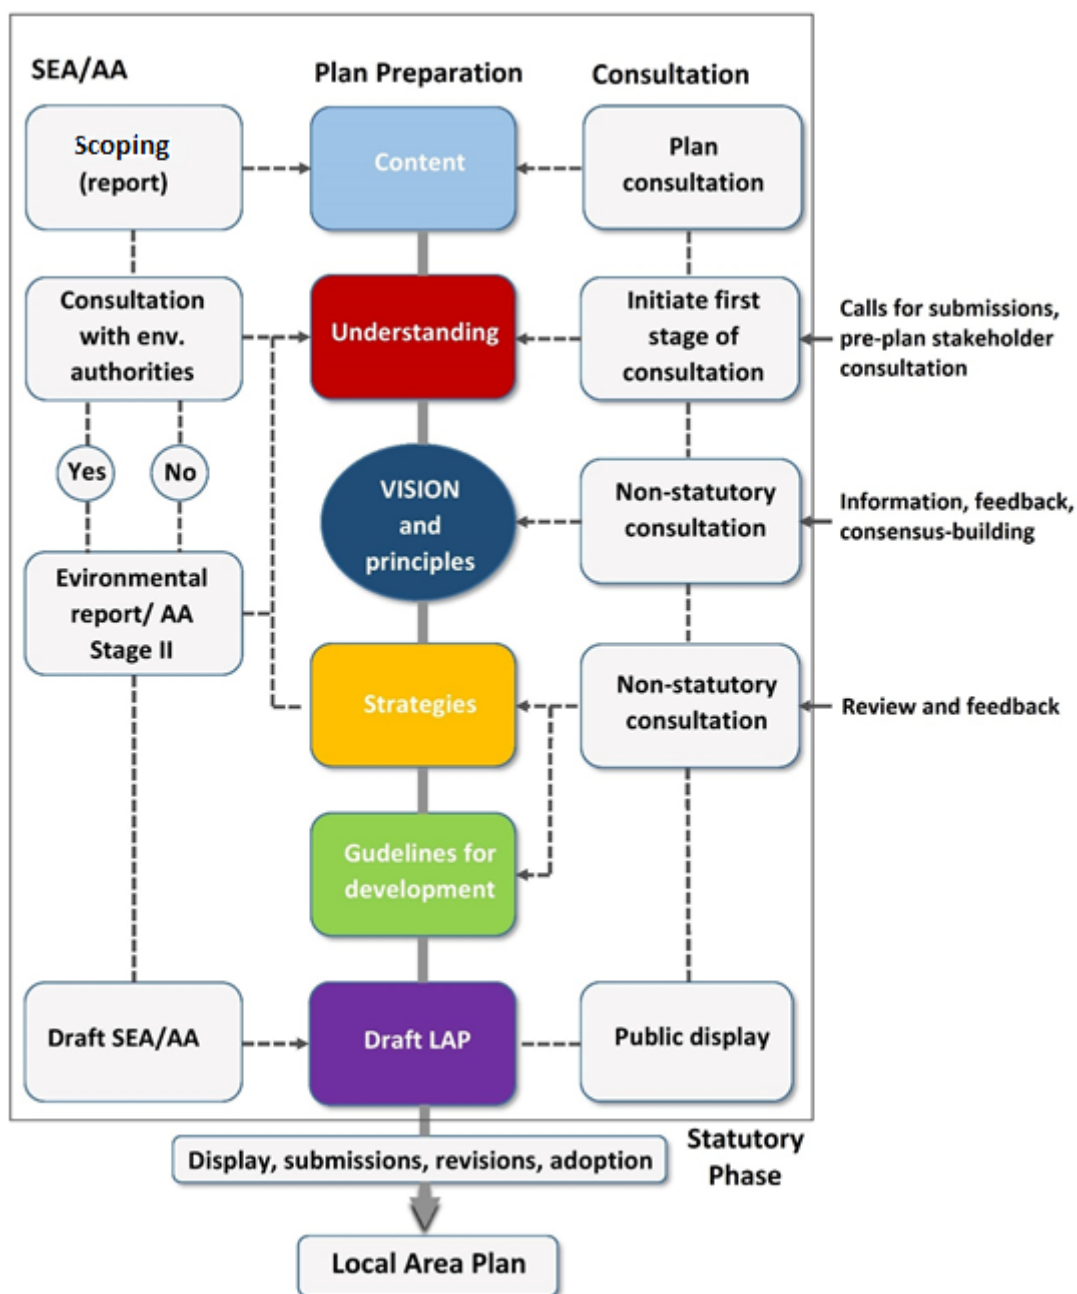 SEA/AA
Plan Preparation
Consultation
Scoping
(report)
Content
Plan
consultation
Consultation
with env.
authorities
Understanding
Initiate first
stage of
consultation
Calls for submissions,
pre-plan stakeholder
consultation
Yes
No
VISION
and
principles
Non-statutory
consultation
Information, feedback,
consensus-building
Evironmental
report/ AA
Stage II
Strategies
Non-statutory
consultation
Review and feedback
Gudelines for
development
Draft SEA/AA
Draft LAP
Public display
Statutory
Phase
Display, submissions, revisions, adoption
Local Area Plan